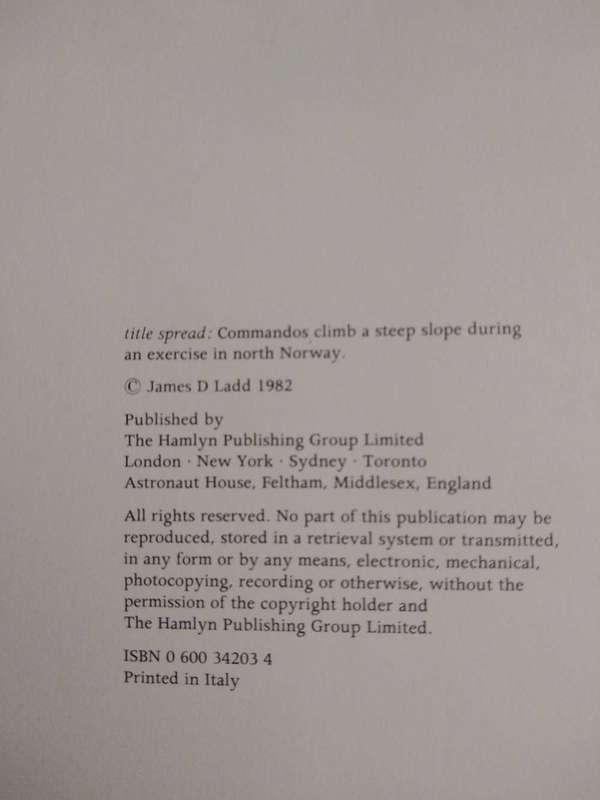 title spread: Commandos climb a steep slope during
an exercise in north Norway.
© James D Ladd 1982
Published by
The Hamlyn Publishing Group Limited
London · New York · Sydney · Toronto
Astronaut House, Feltham, Middlesex, England
All rights reserved. No part of this publication may be
reproduced, stored in a retrieval system or transmitted,
in any form or by any means, electronic, mechanical,
photocopying, recording or otherwise, without the
permission of the copyright holder and
The Hamlyn Publishing Group Limited.
ISBN 0 600 34203 4
Printed in Italy